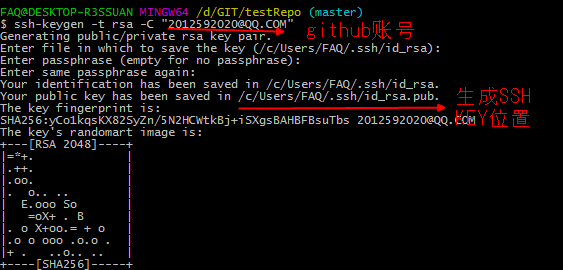 FAQ@DESKTOP-R3SSUAN MINGW64 /d/GIT/testRepo (master)
$ ssh-keygen -t rsa -C "2012592020@QQ.COM"
github账号
Generating public/private rsa key pair.
Enter file in which to save the key (/c/Users/FAQ/.ssh/id_rsa):
Enter passphrase (empty for no passphrase):
Enter same passphrase again:
Your identification has been saved in /c/Users/FAQ/.ssh/id_rsa.
Your public key has been saved in /c/Users/FAQ/.ssh/id_rsa.pub.
生成SSH
KEY位置
The key fingerprint is:
SHA256:yCo1kqsKX82SyZn/5N2HCWtkBj+iSXgsBAHBFBsuTbs 2012592020@QQ.COM
The key's randomart image is:
+---[RSA 2048]----+
|=*+.             |
|.++.             |
|.oo.             |
|.   o.. ..       |
|  E.ooo So       |
|   =oX+ . B      |
|. o X+oo.= + o   |
|.o o ooo .o.o .  |
|+ .   ..o.. ..   |
+----[SHA256]-----+